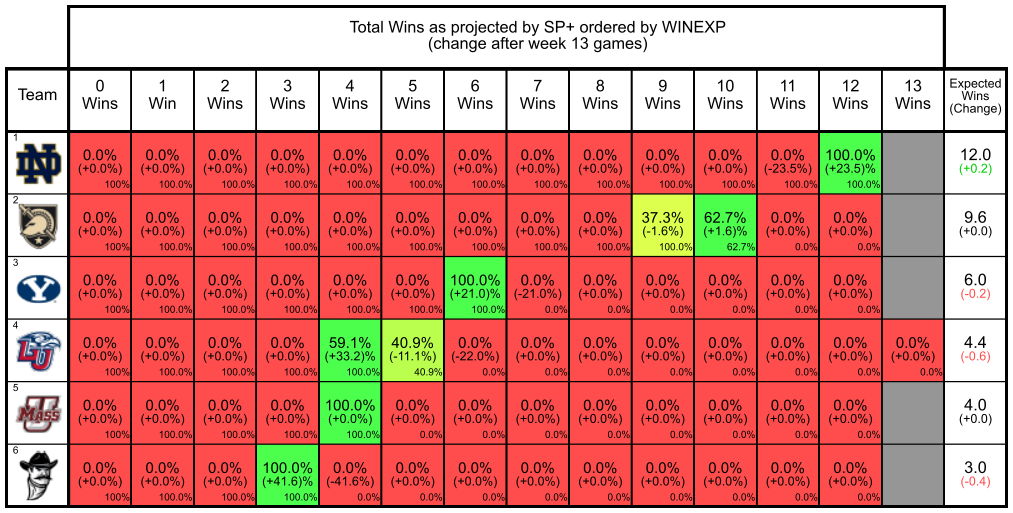 Total Wins as projected by SP+ ordered by WINEXP
(change after week 13 games)
Team 0 Wins 1 Win 2 Wins 3 Wins 4 Wins 5 Wins 6 Wins 7 Wins 8 Wins 9 Wins 10 Wins 11 Wins 12 Wins 13 Wins Expected Wins (Change)
1
ND
0.0% 0.0% 0.0% 0.0% 0.0% 0.0% 0.0% 0.0% 0.0% 0.0% 0.0% 0.0% 100.0% 12.0
(+0.0%) (+0.0%) (+0.0%) (+0.0%) (+0.0%) (+0.0%) (+0.0%) (+0.0%) (+0.0%) (+0.0%) (+0.0%) (-23.5%) (+23.5)% (+0.2)
100% 100.0% 100.0% 100.0% 100.0% 100.0% 100.0% 100.0% 100.0% 100.0% 100.0% 100.0% 100.0%
2
0.0% 0.0% 0.0% 0.0% 0.0% 0.0% 0.0% 0.0% 0.0% 37.3% 62.7% 0.0% 0.0% 9.6
(+0.0%) (+0.0%) (+0.0%) (+0.0%) (+0.0%) (+0.0%) (+0.0%) (+0.0%) (+0.0%) (-1.6%) (+1.6)% (+0.0%) (+0.0%) (+0.0)
100% 100.0% 100.0% 100.0% 100.0% 100.0% 100.0% 100.0% 100.0% 100.0% 62.7% 0.0% 0.0%
3
Y
0.0% 0.0% 0.0% 0.0% 0.0% 0.0% 100.0% 0.0% 0.0% 0.0% 0.0% 0.0% 0.0% 6.0
(+0.0%) (+0.0%) (+0.0%) (+0.0%) (+0.0%) (+0.0%) (+21.0)% (-21.0%) (+0.0%) (+0.0%) (+0.0%) (+0.0%) (+0.0%) (-0.2)
100% 100.0% 100.0% 100.0% 100.0% 100.0% 100.0% 0.0% 0.0% 0.0% 0.0% 0.0% 0.0%
4
LU
0.0% 0.0% 0.0% 0.0% 59.1% 40.9% 0.0% 0.0% 0.0% 0.0% 0.0% 0.0% 0.0% 0.0% 4.4
(+0.0%) (+0.0%) (+0.0%) (+0.0%) (+33.2)% (-11.1%) (-22.0%) (+0.0%) (+0.0%) (+0.0%) (+0.0%) (+0.0%) (+0.0%) (+0.0%) (-0.6)
100% 100.0% 100.0% 100.0% 100.0% 40.9% 0.0% 0.0% 0.0% 0.0% 0.0% 0.0% 0.0% 0.0%
5
U MASS
0.0% 0.0% 0.0% 0.0% 100.0% 0.0% 0.0% 0.0% 0.0% 0.0% 0.0% 0.0% 0.0% 4.0
(+0.0%) (+0.0%) (+0.0%) (+0.0%) (+0.0)% (+0.0%) (+0.0%) (+0.0%) (+0.0%) (+0.0%) (+0.0%) (+0.0%) (+0.0%) (+0.0)
100% 100.0% 100.0% 100.0% 100.0% 0.0% 0.0% 0.0% 0.0% 0.0% 0.0% 0.0% 0.0%
6
0.0% 0.0% 0.0% 100.0% 0.0% 0.0% 0.0% 0.0% 0.0% 0.0% 0.0% 0.0% 0.0% 3.0
(+0.0%) (+0.0%) (+0.0%) (+41.6)% (-41.6%) (+0.0%) (+0.0%) (+0.0%) (+0.0%) (+0.0%) (+0.0%) (+0.0%) (+0.0%) (-0.4)
100% 100.0% 100.0% 100.0% 0.0% 0.0% 0.0% 0.0% 0.0% 0.0% 0.0% 0.0% 0.0%